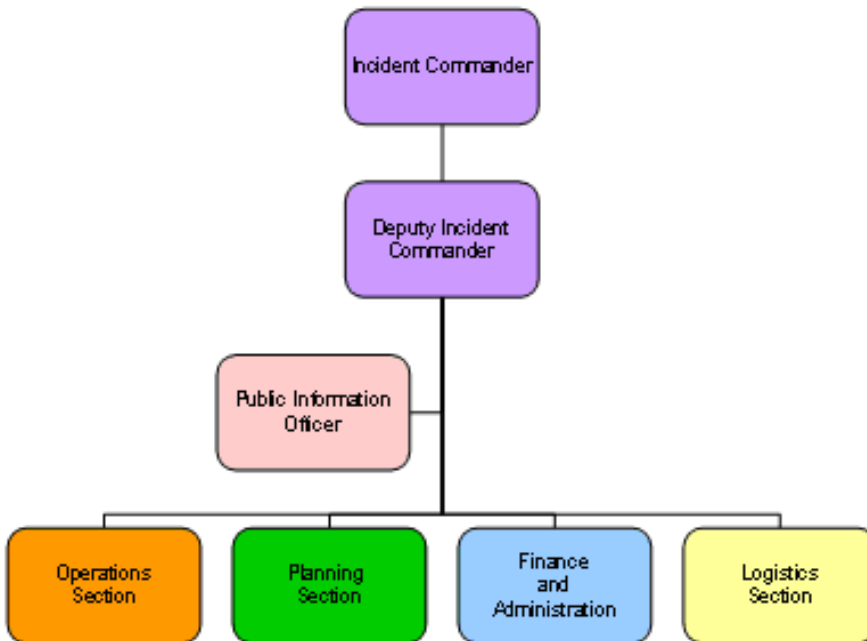 Incident Commander
Deputy Incident
Commander
Public Information
Officer
Operations
Section
Planning
Section
Finance
and
Administration
Logistics
Section